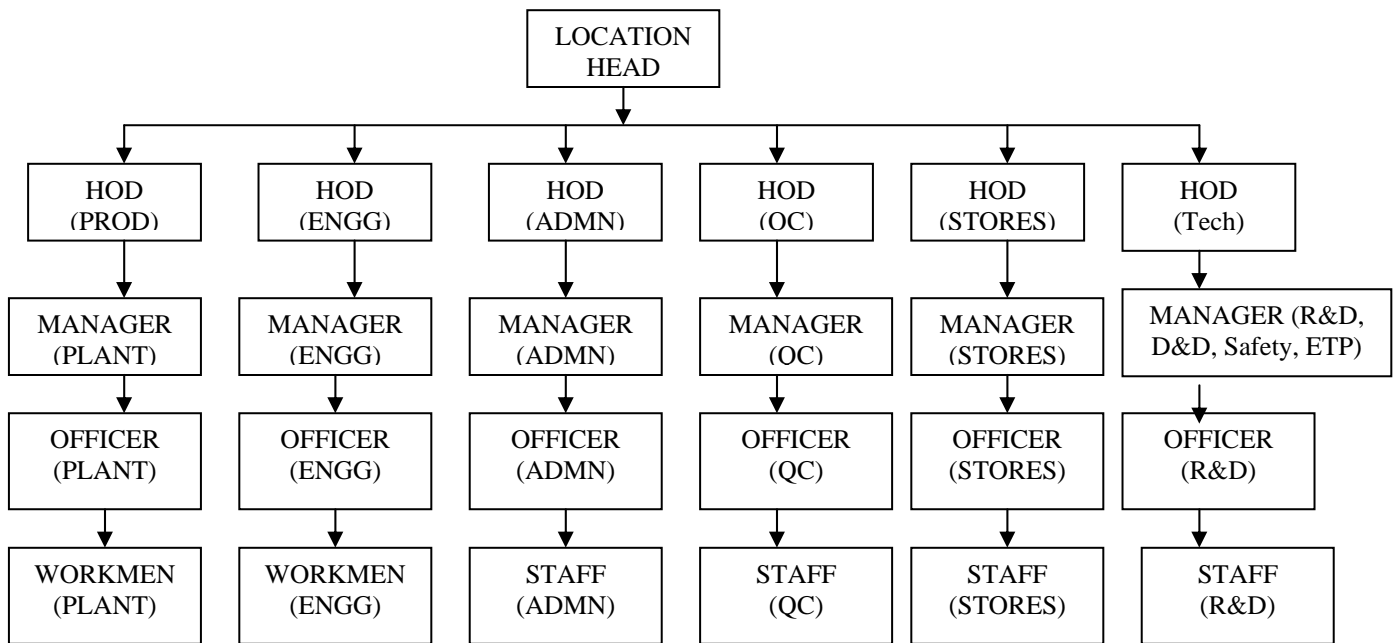 LOCATION
HEAD
HOD
(PROD)
HOD
(ENGG)
HOD
(ADMN)
HOD
(QC)
HOD
(STORES)
HOD
(Tech)
MANAGER
(PLANT)
MANAGER
(ENGG)
MANAGER
(ADMN)
MANAGER
(QC)
MANAGER
(STORES)
MANAGER (R&D,
D&D, Safety, ETP)
OFFICER
(PLANT)
OFFICER
(ENGG)
OFFICER
(ADMN)
OFFICER
(QC)
OFFICER
(STORES)
OFFICER
(R&D)
WORKMEN
(PLANT)
WORKMEN
(ENGG)
STAFF
(ADMN)
STAFF
(QC)
STAFF
(STORES)
STAFF
(R&D)